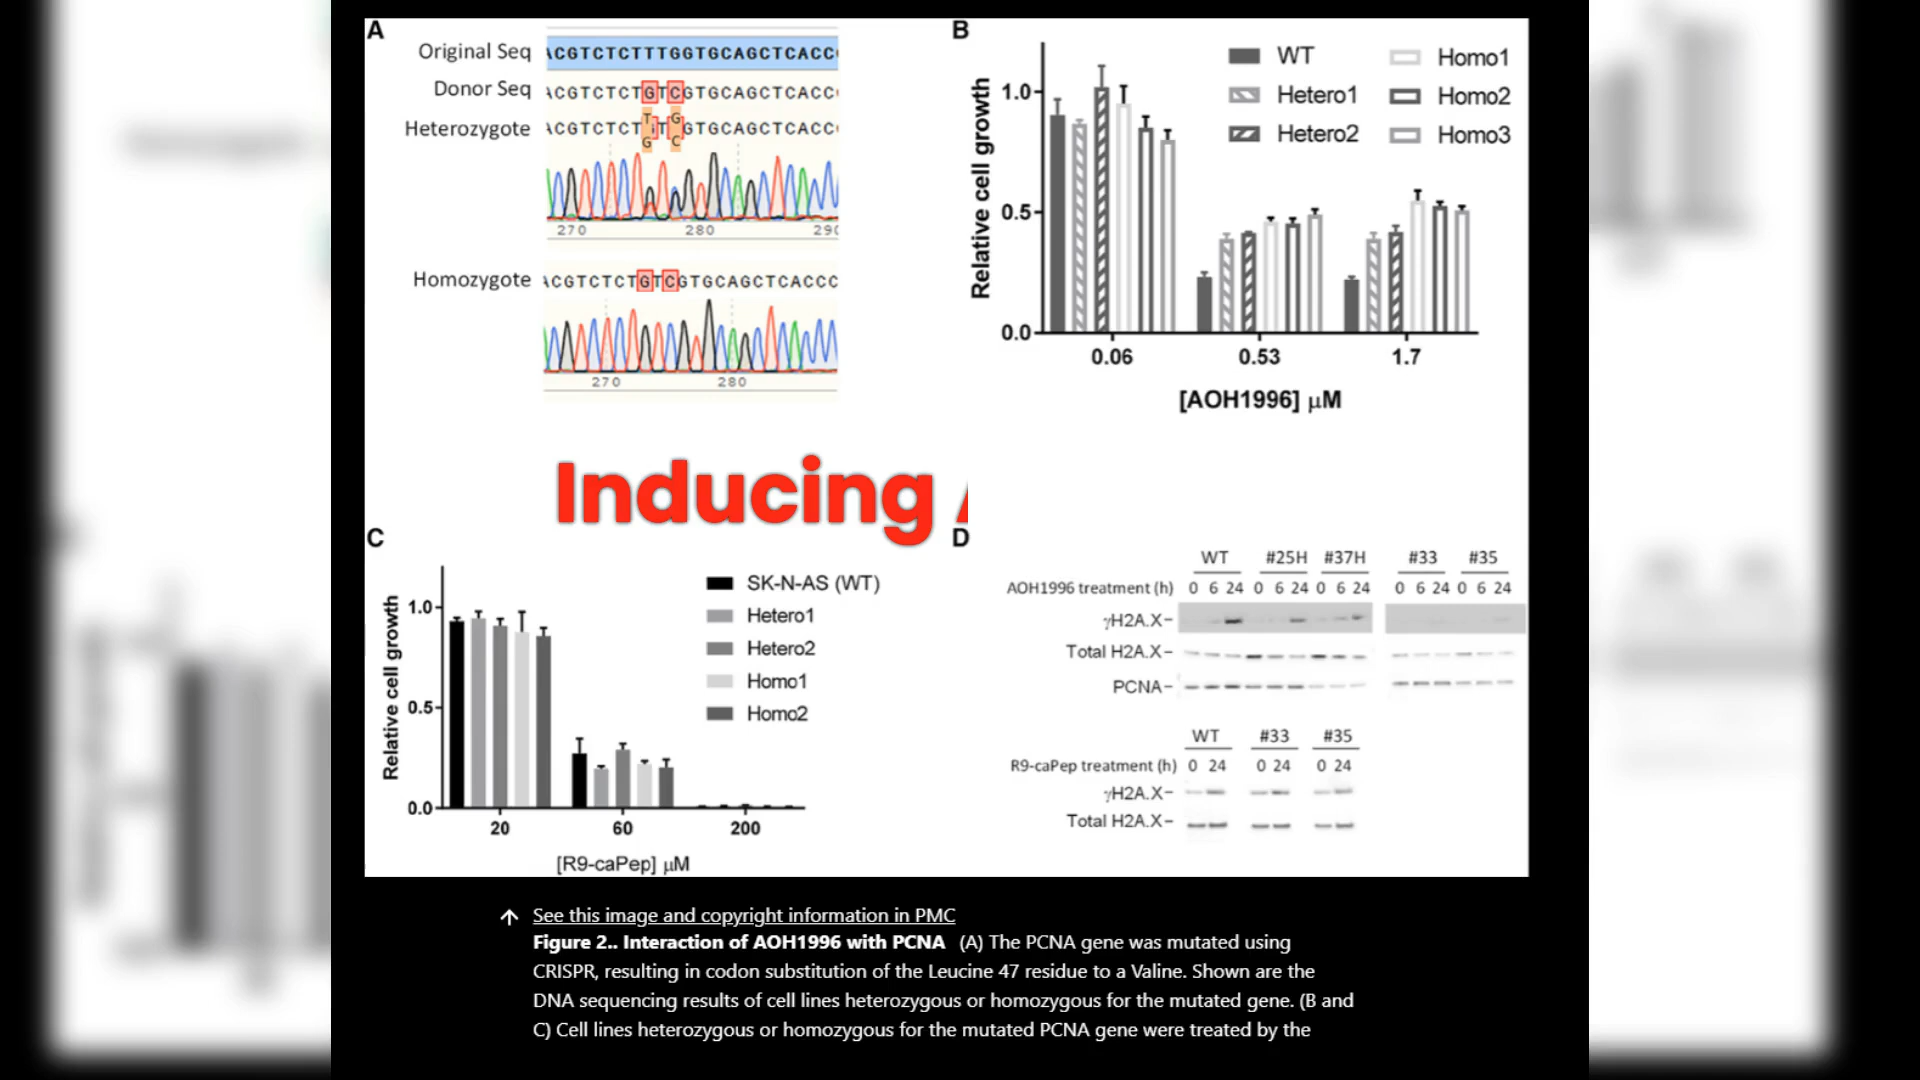 A
Original Seq
ACGTCTCTTTGGTGCAGCTCACC
Donor Seq
ACGTCTCTGTCGTGCAGCTCACC
T G
Heterozygote
ACGTCTCTGTCGTGCAGCTCACC
G C
270 280 290
Homozygote
ACGTCTCTGTCGTGCAGCTCACCC
270 280
B
Relative cell growth
1.0
0.5
0.0
WT
Hetero1
Hetero2
Homo1
Homo2
Homo3
0.06 0.53 1.7
[AOH1996] μM
Inducing
C
Relative cell growth
1.0
0.5
0.0
SK-N-AS (WT)
Hetero1
Hetero2
Homo1
Homo2
20 60 200
[R9-caPep] μM
D
WT #25H #37H #33 #35
AOH1996 treatment (h) 0 6 24 0 6 24 0 6 24 0 6 24 0 6 24
γH2A.X–
Total H2A.X–
PCNA–
WT #33 #35
R9-caPep treatment (h) 0 24 0 24 0 24
γH2A.X–
Total H2A.X–
See this image and copyright information in PMC
Figure 2.. Interaction of AOH1996 with PCNA (A) The PCNA gene was mutated using
CRISPR, resulting in codon substitution of the Leucine 47 residue to a Valine. Shown are the
DNA sequencing results of cell lines heterozygous or homozygous for the mutated gene. (B and
C) Cell lines heterozygous or homozygous for the mutated PCNA gene were treated by the